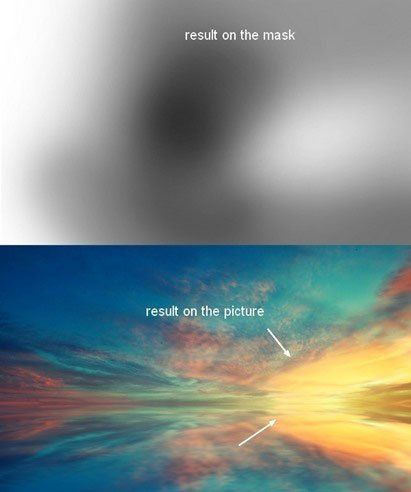 result on the mask
result on the picture